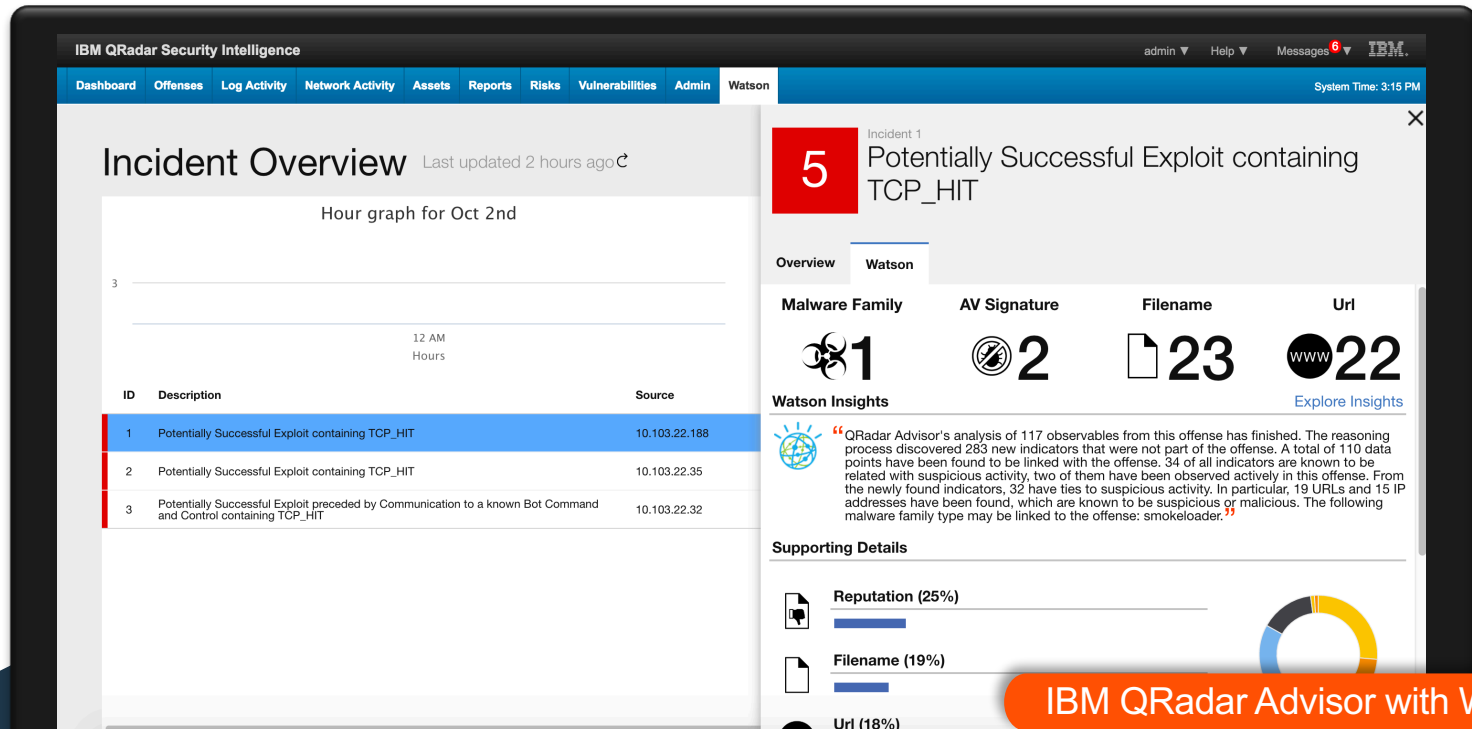 IBM QRadar Security Intelligence
admin ▼ Help ▼ Messages 6 ▼ IBM.
Dashboard Offenses Log Activity Network Activity Assets Reports Risks Vulnerabilities Admin Watson
System Time: 3:15 PM
Incident Overview Last updated 2 hours ago
Hour graph for Oct 2nd
3
12 AM
Hours
ID Description Source
1 Potentially Successful Exploit containing TCP_HIT 10.103.22.188
2 Potentially Successful Exploit containing TCP_HIT 10.103.22.35
3 Potentially Successful Exploit preceded by Communication to a known Bot Command
and Control containing TCP_HIT 10.103.22.32
5
Incident 1
Potentially Successful Exploit containing
TCP_HIT
Overview Watson
Malware Family AV Signature Filename Url
1 2 23 www 22
Watson Insights Explore Insights
“QRadar Advisor's analysis of 117 observables from this offense has finished. The reasoning
process discovered 283 new indicators that were not part of the offense. A total of 110 data
points have been found to be linked with the offense. 34 of all indicators are known to be
related with suspicious activity, two of them have been observed actively in this offense. From
the newly found indicators, 32 have ties to suspicious activity. In particular, 19 URLs and 15 IP
addresses have been found, which are known to be suspicious or malicious. The following
malware family type may be linked to the offense: smokeloader.”
Supporting Details
Reputation (25%)
Filename (19%)
Url (18%)
IBM QRadar Advisor with W